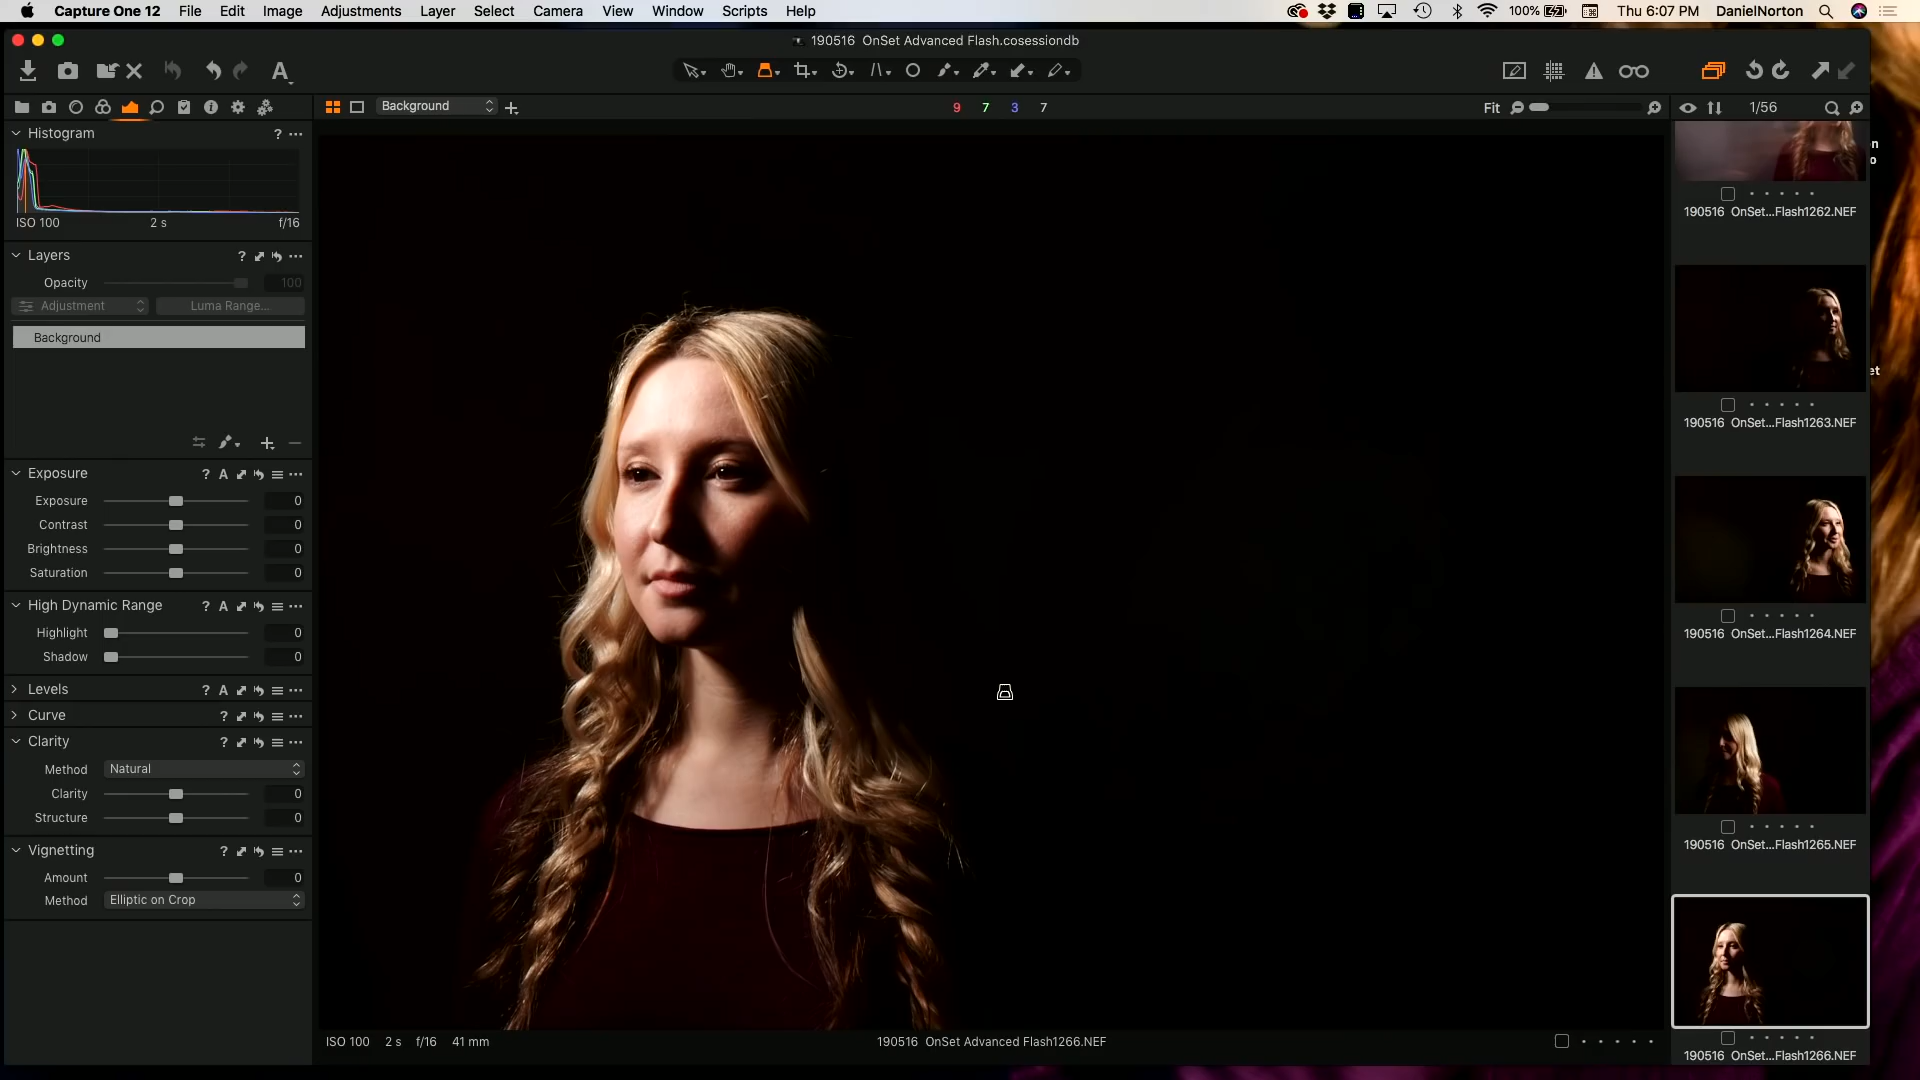 Capture One 12 File Edit Image Adjustments Layer Select Camera View Window Scripts Help 100% Thu 6:07 PM DanielNorton
190516 OnSet Advanced Flash.cosessiondb
A
Background 9 7 3 7 Fit 1/56
Histogram ?
ISO 100 2 s f/16
Layers ?
Opacity 100
Adjustment Luma Range...
Background
Exposure ? A
Exposure 0
Contrast 0
Brightness 0
Saturation 0
High Dynamic Range ? A
Highlight 0
Shadow 0
Levels ? A
Curve ?
Clarity ?
Method Natural
Clarity 0
Structure 0
Vignetting ?
Amount 0
Method Elliptic on Crop
ISO 100 2 s f/16 41 mm 190516 OnSet Advanced Flash1266.NEF
190516 OnSet...Flash1262.NEF
190516 OnSet...Flash1263.NEF
190516 OnSet...Flash1264.NEF
190516 OnSet...Flash1265.NEF
190516 OnSet...Flash1266.NEF
n
o
et